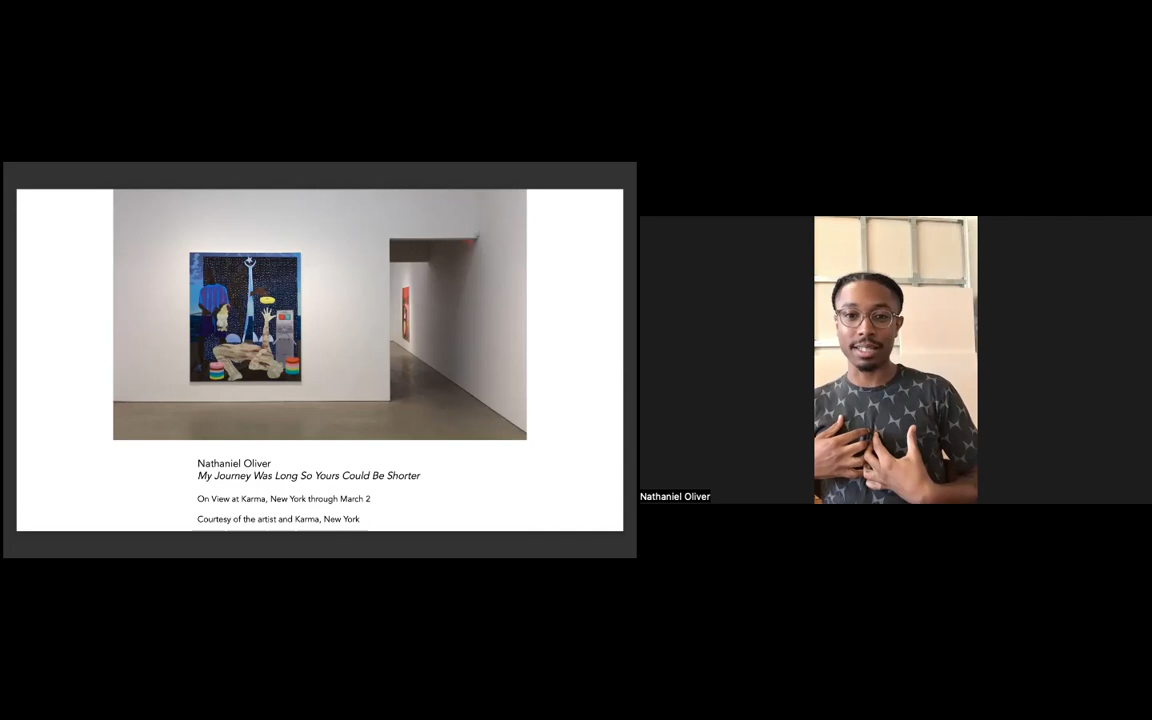 Nathaniel Oliver
My Journey Was Long So Yours Could Be Shorter
On View at Karma, New York through March 2
Courtesy of the artist and Karma, New York
Nathaniel Oliver